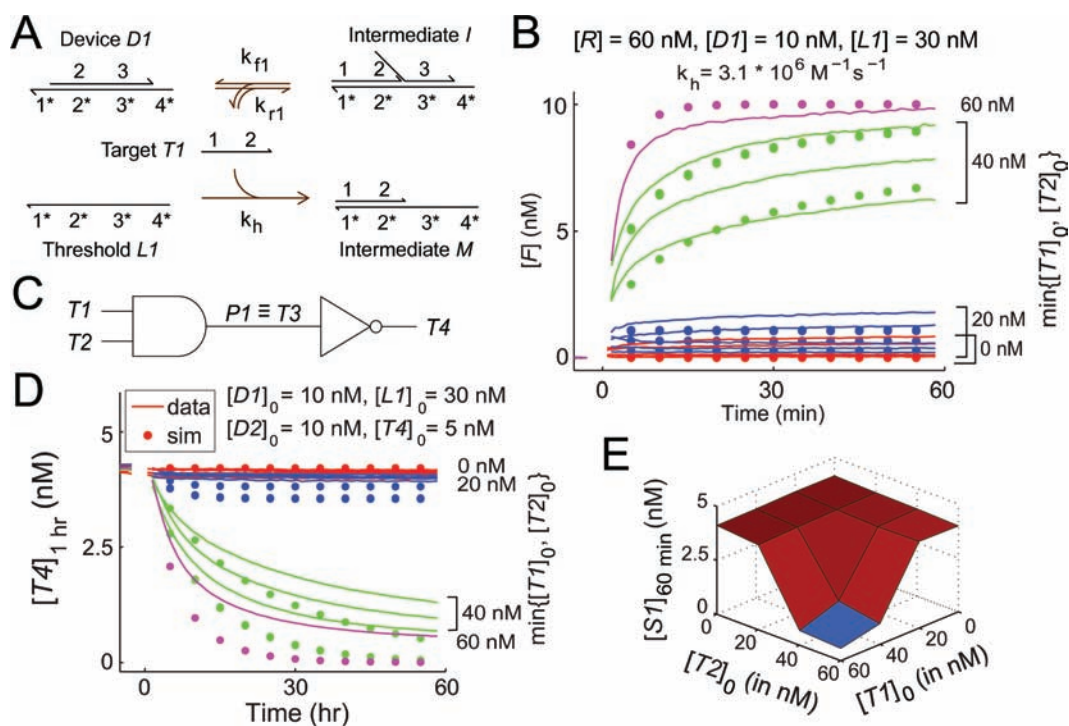 A
Device D1
2 3
1* 2* 3* 4*
k_f1
k_r1
Intermediate I
1 2 3
1* 2* 3* 4*
Target T1
1 2
k_h
1* 2* 3* 4*
Threshold L1
1 2
1* 2* 3* 4*
Intermediate M
B
[R] = 60 nM, [D1] = 10 nM, [L1] = 30 nM
k_h = 3.1 * 10^6 M^−1 s^−1
[F] (nM)
10
5
0
0 30 60
Time (min)
60 nM
40 nM
20 nM
0 nM
min{[T1]_0, [T2]_0}
C
T1
T2
P1 ≡ T3
T4
D
data
sim
[D1]_0 = 10 nM, [L1]_0 = 30 nM
[D2]_0 = 10 nM, [T4]_0 = 5 nM
[T4]_1 hr (nM)
5
2.5
0
0 30 60
Time (hr)
0 nM
20 nM
40 nM
60 nM
min{[T1]_0, [T2]_0}
E
[S1]_60 min (nM)
5
2.5
0
0 20 40 60
[T2]_0 (in nM)
60 40 20 0
[T1]_0 (in nM)